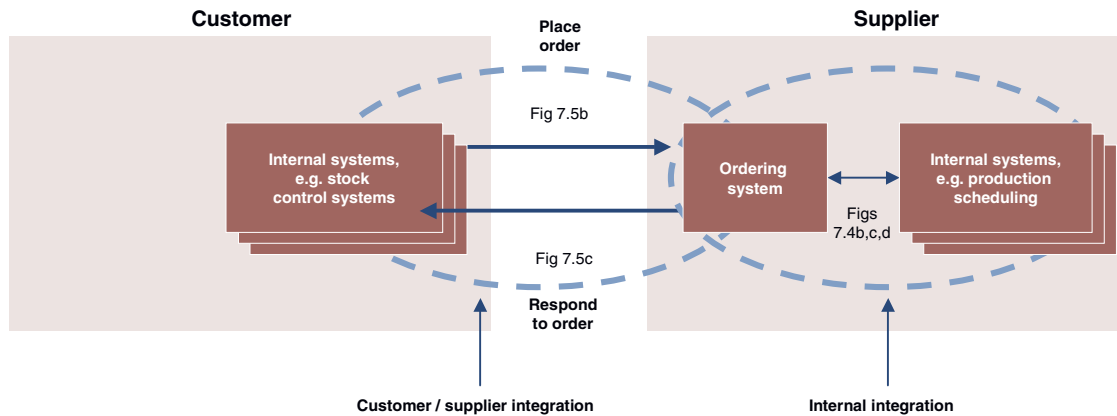 Customer
Supplier
Place
order
Fig 7.5b
Internal systems,
e.g. stock
control systems
Ordering
system
Internal systems,
e.g. production
scheduling
Figs
7.4b,c,d
Fig 7.5c
Respond
to order
Customer / supplier integration
Internal integration